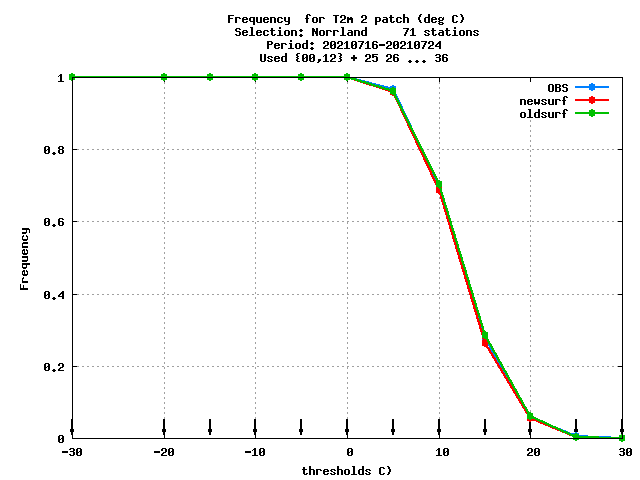 Frequency for T2m 2 patch (deg C)
Selection: Norrland 71 stations
Period: 20210716-20210724
Used {00,12} + 25 26 ... 36
OBS
newsurf
oldsurf
1
0.8
0.6
0.4
0.2
0
Frequency
-30 -20 -10 0 10 20 30
thresholds C)